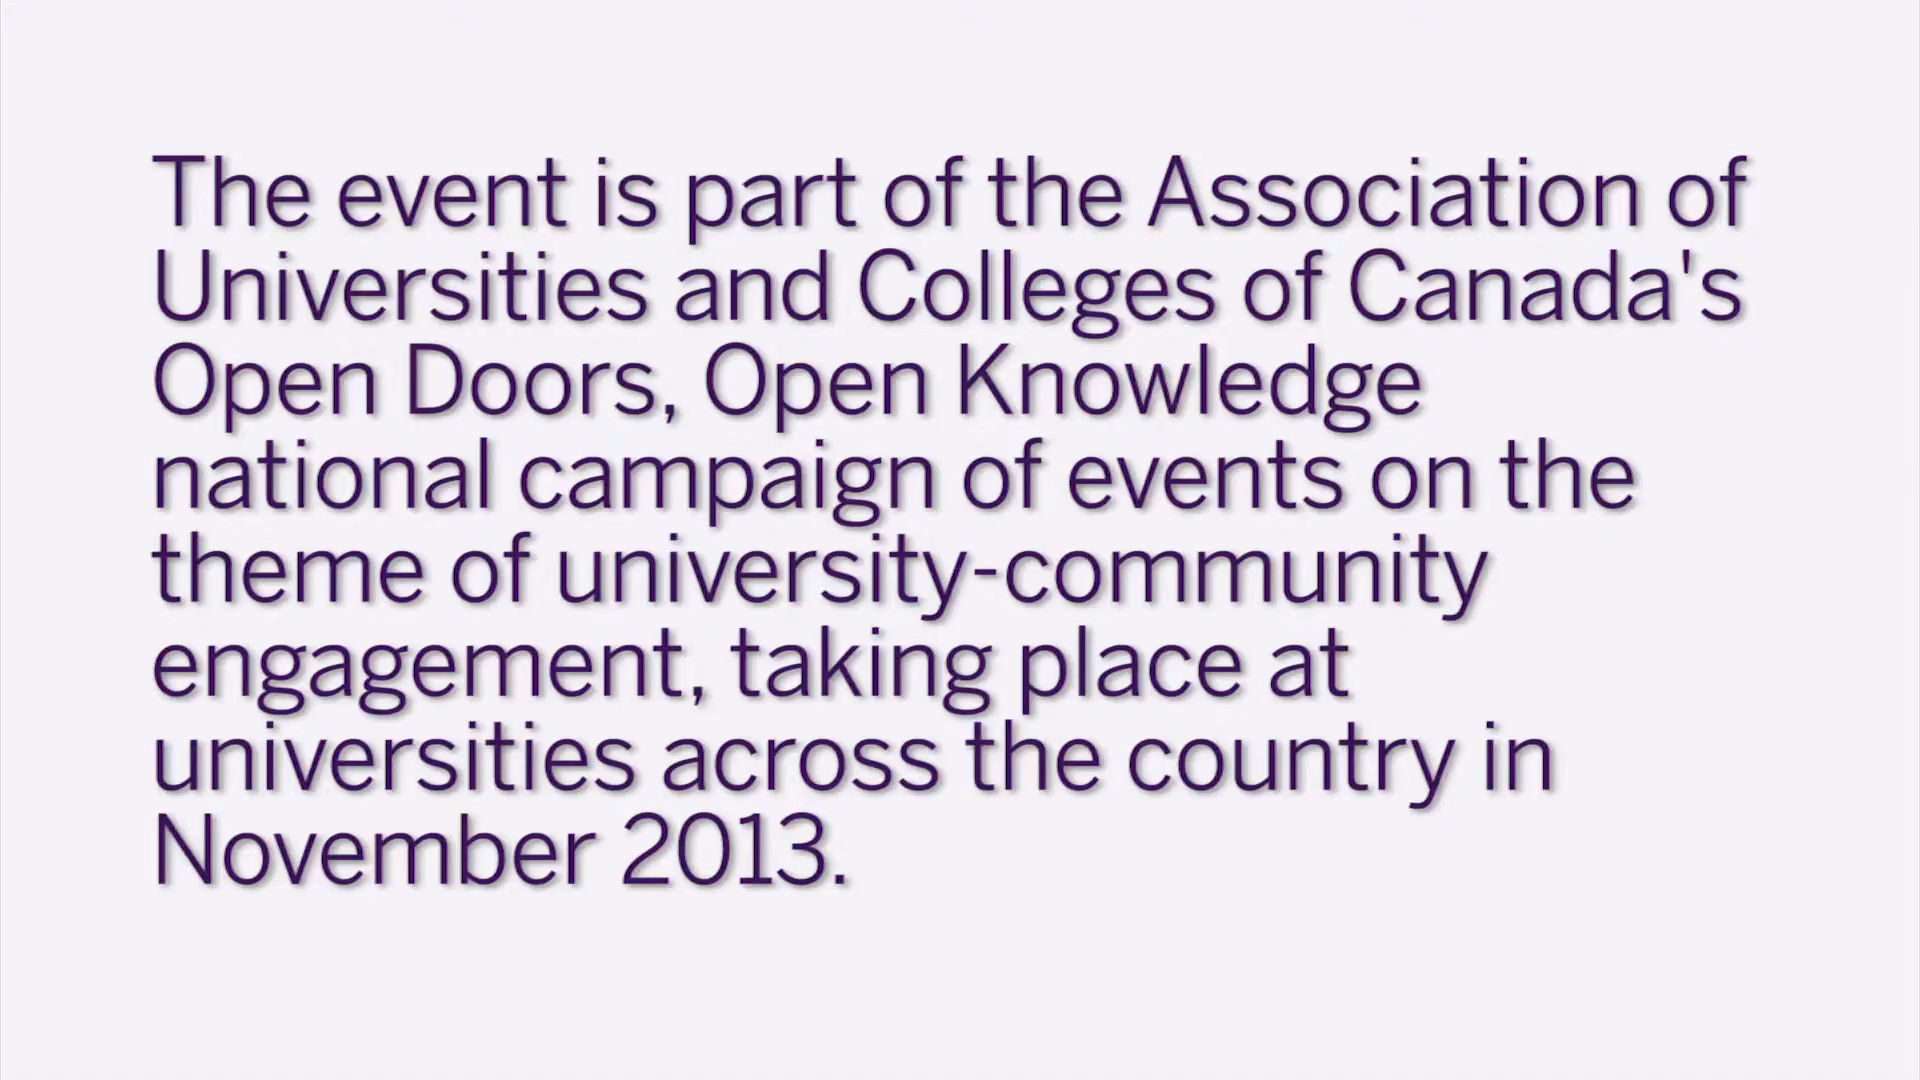 The event is part of the Association of
Universities and Colleges of Canada's
Open Doors, Open Knowledge
national campaign of events on the
theme of university-community
engagement, taking place at
universities across the country in
November 2013.